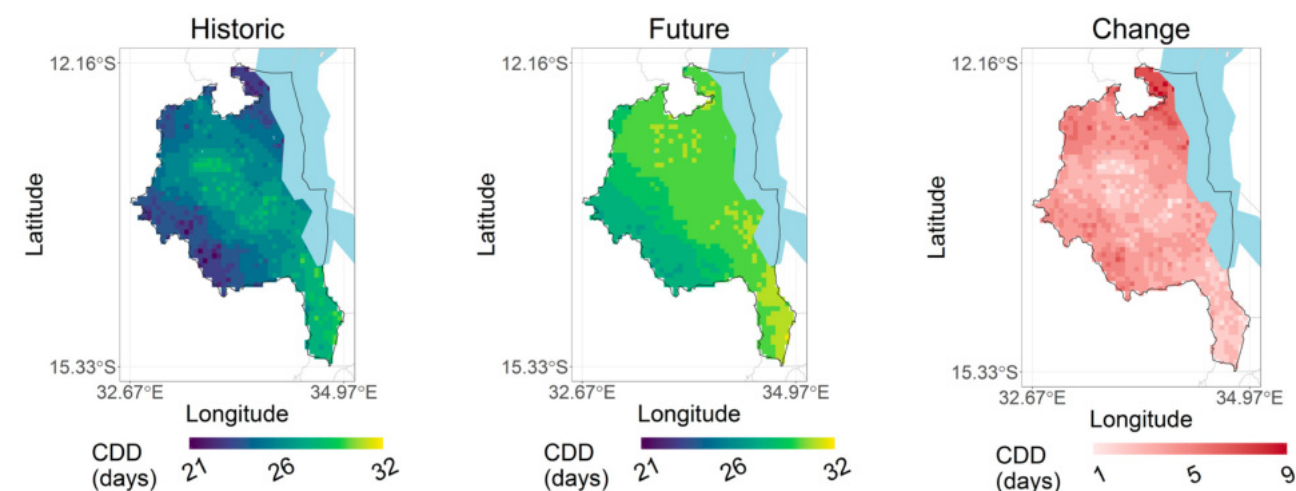 Historic
Future
Change
12.16°S
12.16°S
12.16°S
Latitude
Latitude
Latitude
15.33°S
15.33°S
15.33°S
32.67°E 34.97°E
32.67°E 34.97°E
32.67°E 34.97°E
Longitude
Longitude
Longitude
CDD
(days)
21 26 32
CDD
(days)
21 26 32
CDD
(days)
1 5 9